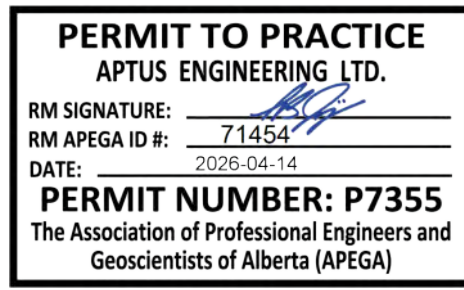 PERMIT TO PRACTICE
APTUS ENGINEERING LTD.
RM SIGNATURE:
RM APEGA ID #: 71454
DATE: 2026-04-14
PERMIT NUMBER: P7355
The Association of Professional Engineers and
Geoscientists of Alberta (APEGA)